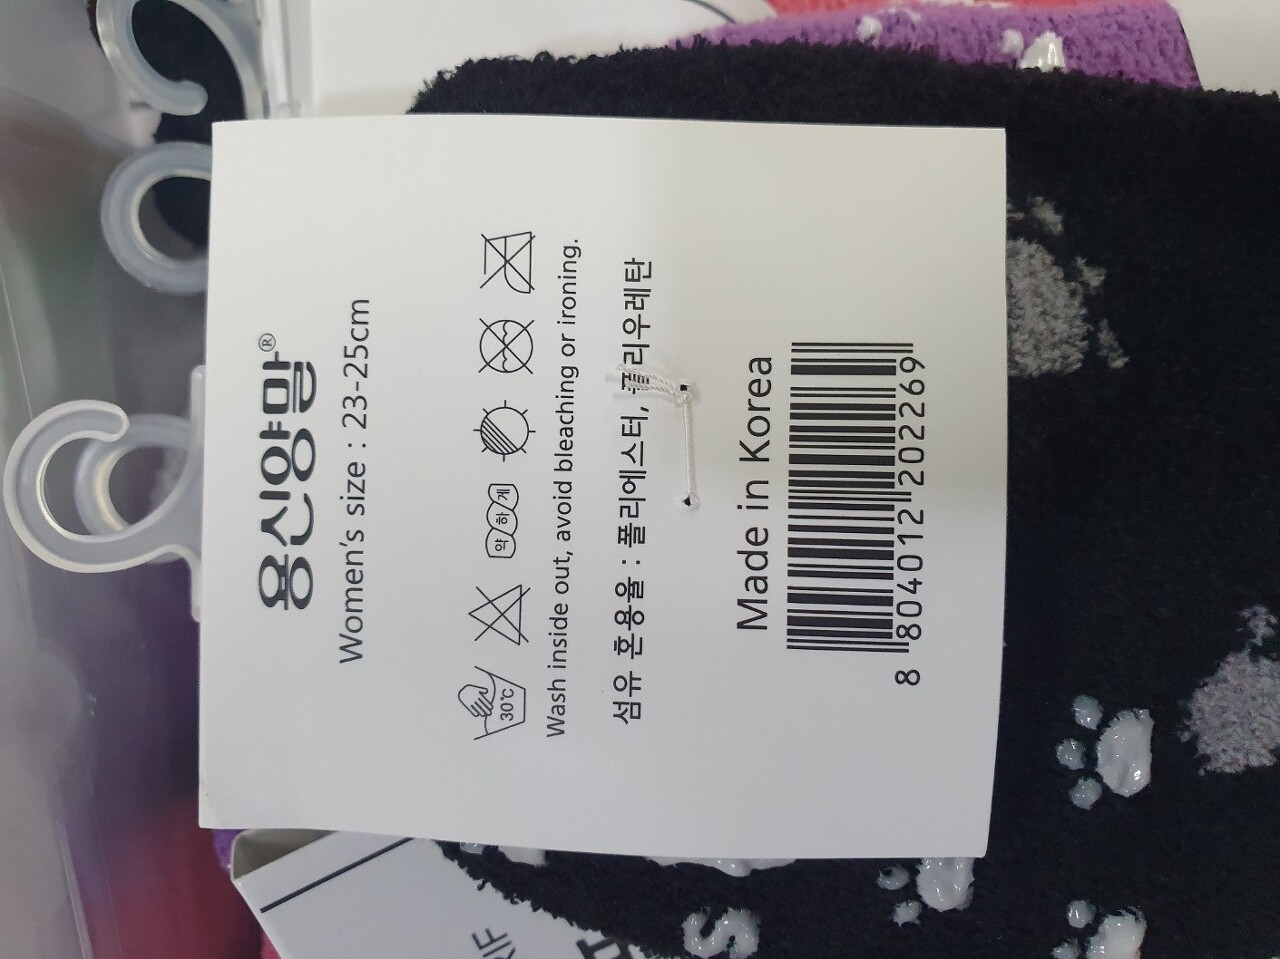 용신양말®
Women's size : 23-25cm
30℃
약하게
Wash inside out, avoid bleaching or ironing.
섬유 혼용율 : 폴리에스터, 폴리우레탄
Made in Korea
8 804012 202269